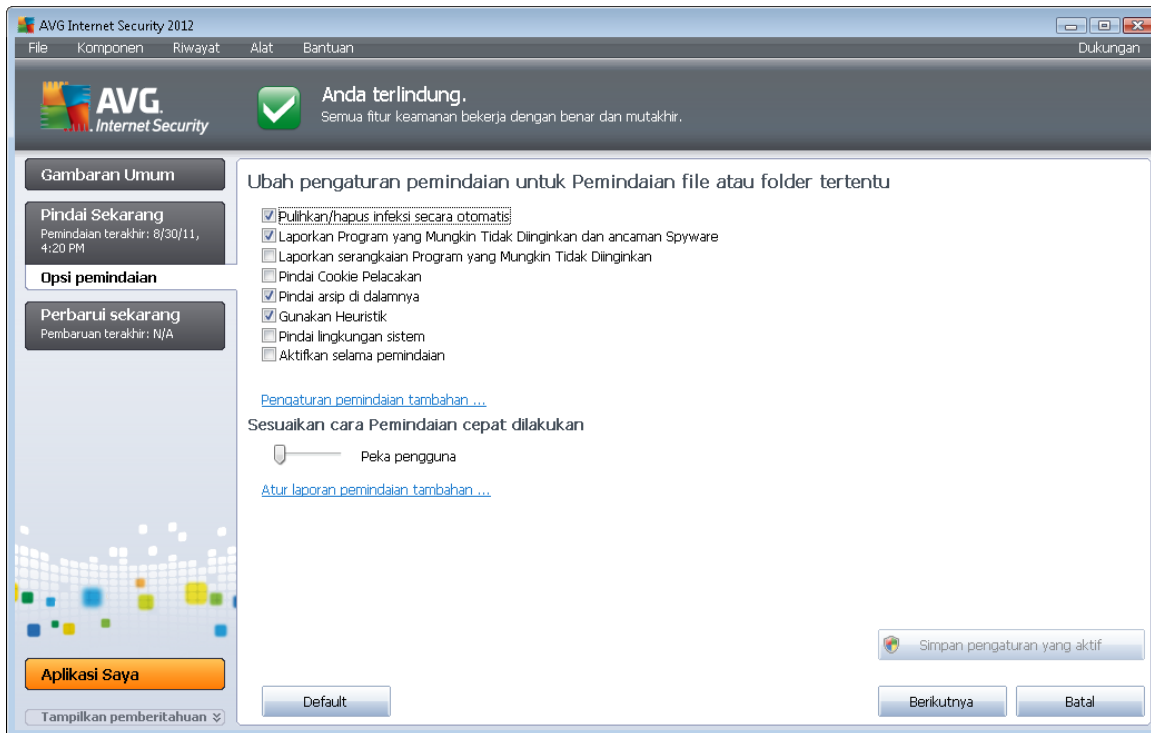 AVG Internet Security 2012
File Komponen Riwayat Alat Bantuan Dukungan
AVG.
Internet Security
Anda terlindung.
Semua fitur keamanan bekerja dengan benar dan mutakhir.
Gambaran Umum
Pindai Sekarang
Pemindaian terakhir: 8/30/11,
4:20 PM
Opsi pemindaian
Perbarui sekarang
Pembaruan terakhir: N/A
Aplikasi Saya
Tampilkan pemberitahuan
Ubah pengaturan pemindaian untuk Pemindaian file atau folder tertentu
Pulihkan/hapus infeksi secara otomatis
Laporkan Program yang Mungkin Tidak Diinginkan dan ancaman Spyware
Laporkan serangkaian Program yang Mungkin Tidak Diinginkan
Pindai Cookie Pelacakan
Pindai arsip di dalamnya
Gunakan Heuristik
Pindai lingkungan sistem
Aktifkan selama pemindaian
Pengaturan pemindaian tambahan ...
Sesuaikan cara Pemindaian cepat dilakukan
Peka pengguna
Atur laporan pemindaian tambahan ...
Simpan pengaturan yang aktif
Default
Berikutnya
Batal